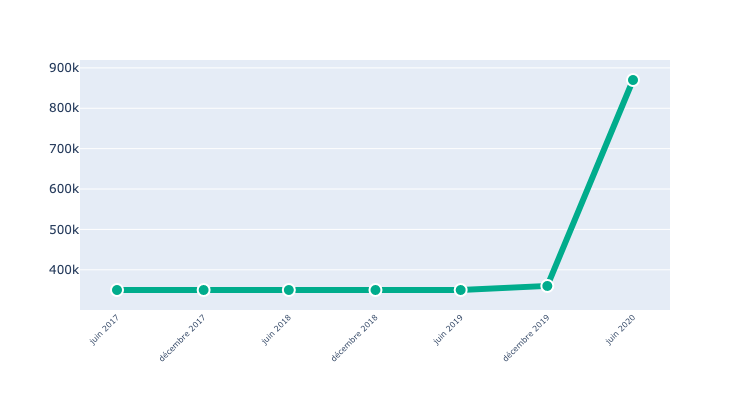 900k
800k
700k
600k
500k
400k
juin 2017
décembre 2017
juin 2018
décembre 2018
juin 2019
décembre 2019
juin 2020